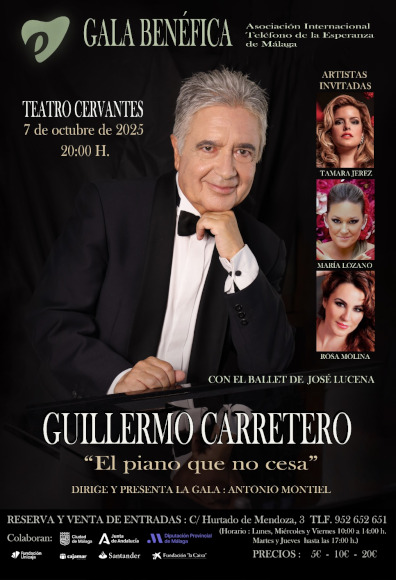 GALA BENÉFICA
Asociación Internacional
Teléfono de la Esperanza
de Málaga
TEATRO CERVANTES
7 de octubre de 2025
20:00 H.
ARTISTAS
INVITADAS
TAMARA JEREZ
MARÍA LOZANO
ROSA MOLINA
CON EL BALLET DE JOSÉ LUCENA
GUILLERMO CARRETERO
“El piano que no cesa”
DIRIGE Y PRESENTA LA GALA : ANTONIO MONTIEL
RESERVA Y VENTA DE ENTRADAS : C/ Hurtado de Mendoza, 3 TLF. 952 652 651
(Horario : Lunes, Miércoles y Viernes 10:00 a 14:00 h.
Martes y Jueves hasta las 17:00 h.)
PRECIOS : 5€ - 10€ - 20€
Colaboran:
Ciudad
de Málaga
Junta
de Andalucía
Diputación Provincial
de Málaga
Fundación
Unicaja
cajamar
Santander
Fundación "la Caixa"